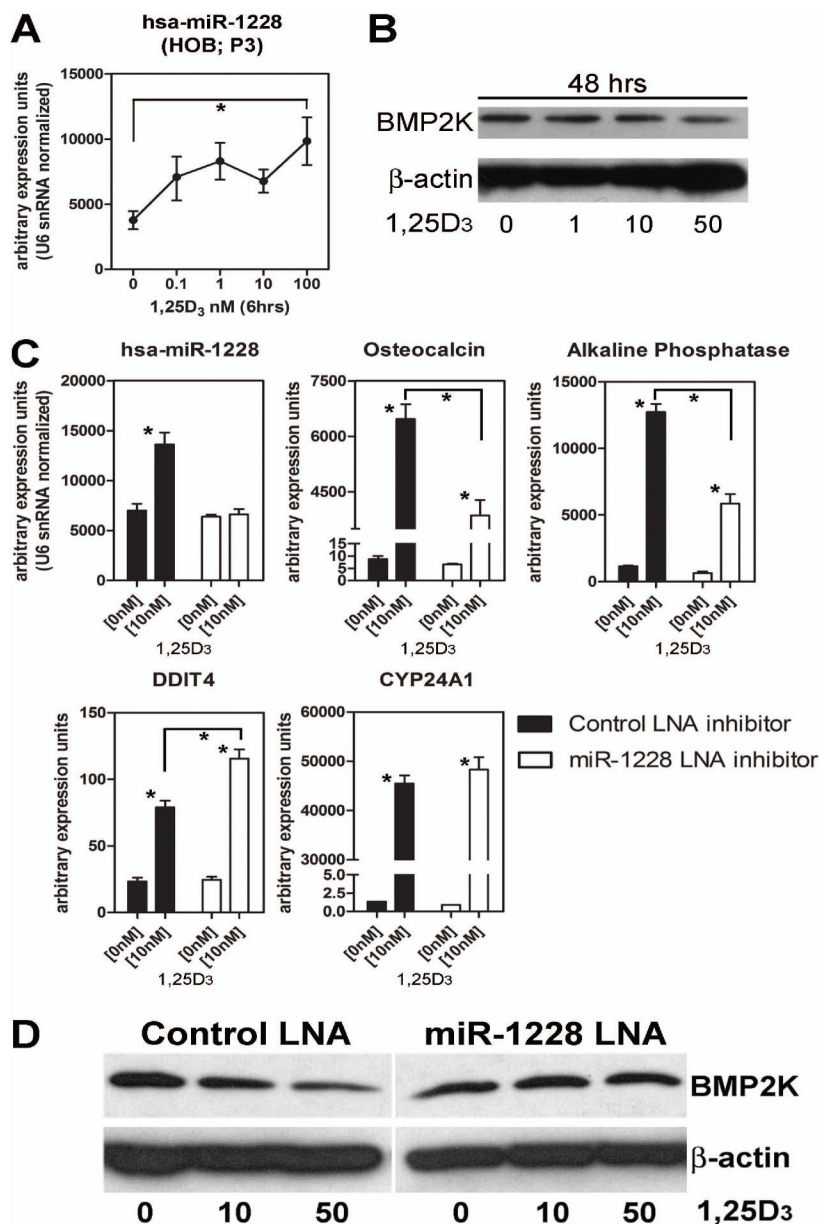 A
hsa-miR-1228
(HOB; P3)
arbitrary expression units
(U6 snRNA normalized)
15000
10000
5000
0
*
0 0.1 1 10 100
1,25D3 nM (6hrs)
B
48 hrs
BMP2K
β-actin
1,25D3 0 1 10 50
C
hsa-miR-1228
arbitrary expression units
(U6 snRNA normalized)
20000
15000
10000
5000
0
*
[0nM] [10nM] [0nM] [10nM]
1,25D3
Osteocalcin
arbitrary expression units
7500
6000
4500
15
10
5
0
* * *
[0nM] [10nM] [0nM] [10nM]
1,25D3
Alkaline Phosphatase
arbitrary expression units
15000
10000
5000
0
* * *
[0nM] [10nM] [0nM] [10nM]
1,25D3
DDIT4
arbitrary expression units
150
100
50
0
* * *
[0nM] [10nM] [0nM] [10nM]
1,25D3
CYP24A1
arbitrary expression units
60000
50000
40000
30000
5.0
2.5
0.0
* *
[0nM] [10nM] [0nM] [10nM]
1,25D3
Control LNA inhibitor
miR-1228 LNA inhibitor
D
Control LNA miR-1228 LNA
BMP2K
β-actin
0 10 50 0 10 50 1,25D3